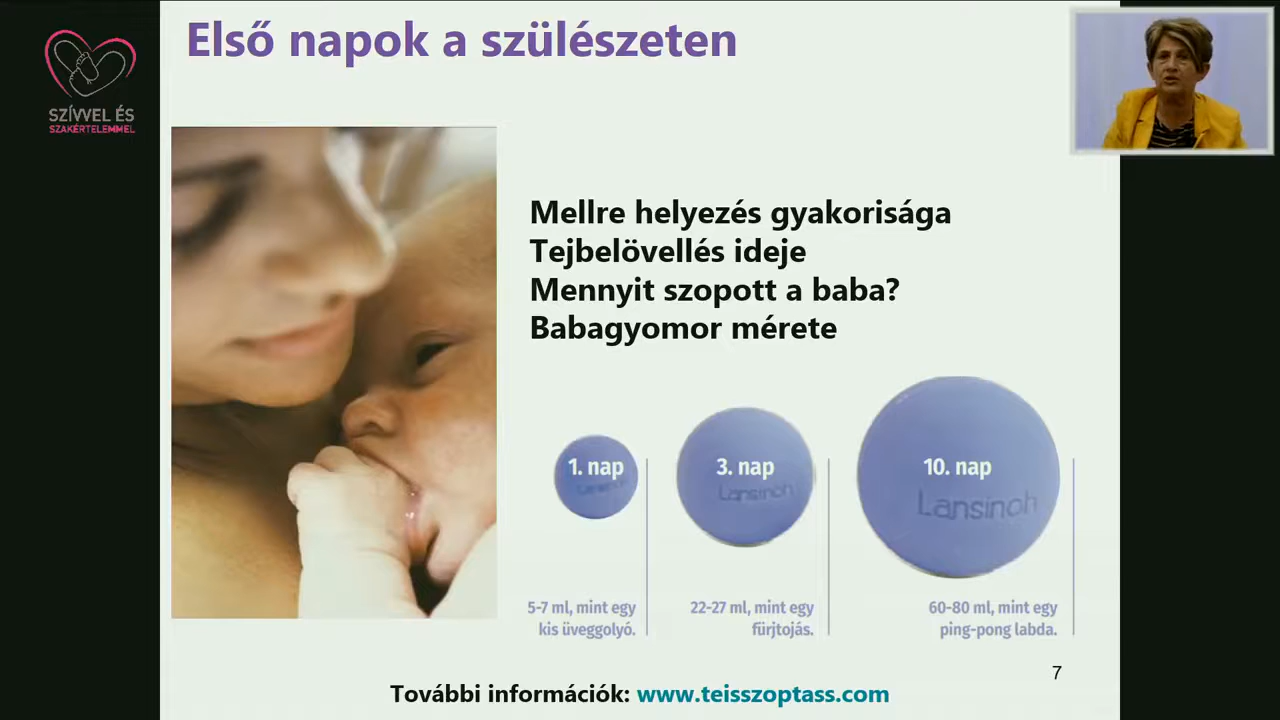 Első napok a szülészeten
SZÍVVEL ÉS
SZAKÉRTELEMMEL
Mellre helyezés gyakorisága
Tejbelövellés ideje
Mennyit szopott a baba?
Babagyomor mérete
1. nap
3. nap
Lansinoh
10. nap
Lansinoh
5-7 ml, mint egy
kis üveggolyó.
22-27 ml, mint egy
fürjtojás.
60-80 ml, mint egy
ping-pong labda.
7
További információk: www.teisszoptass.com